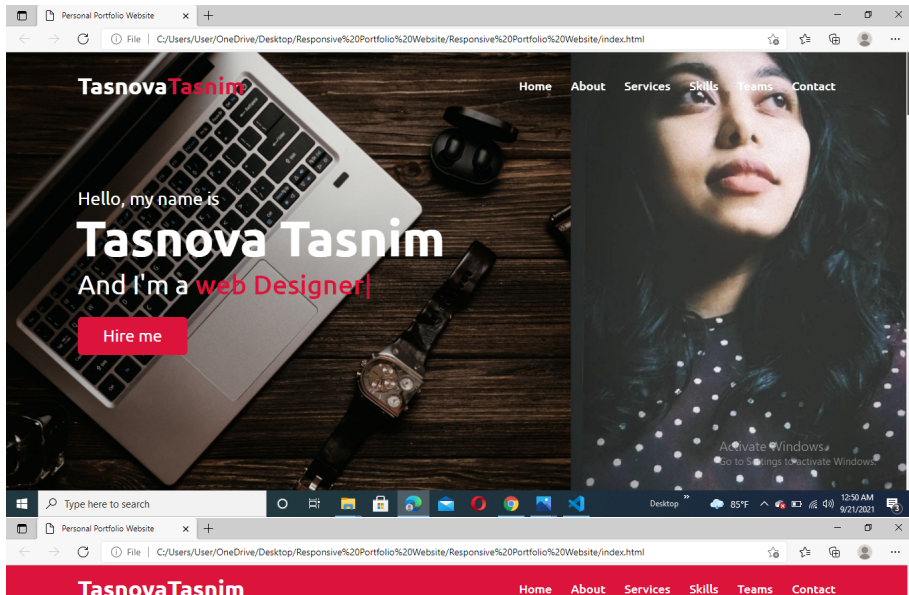 Personal Portfolio Website
File | C:/Users/User/OneDrive/Desktop/Responsive%20Portfolio%20Website/Responsive%20Portfolio%20Website/index.html
TasnovaTasnim Home About Services Skills Teams Contact
Hello, my name is
Tasnova Tasnim
And I'm a web Designer|
Hire me
Activate Windows
Go to Settings to activate Windows.
Type here to search Desktop 85°F 12:50 AM
9/21/2021
Personal Portfolio Website
File | C:/Users/User/OneDrive/Desktop/Responsive%20Portfolio%20Website/Responsive%20Portfolio%20Website/index.html
TasnovaTasnim Home About Services Skills Teams Contact